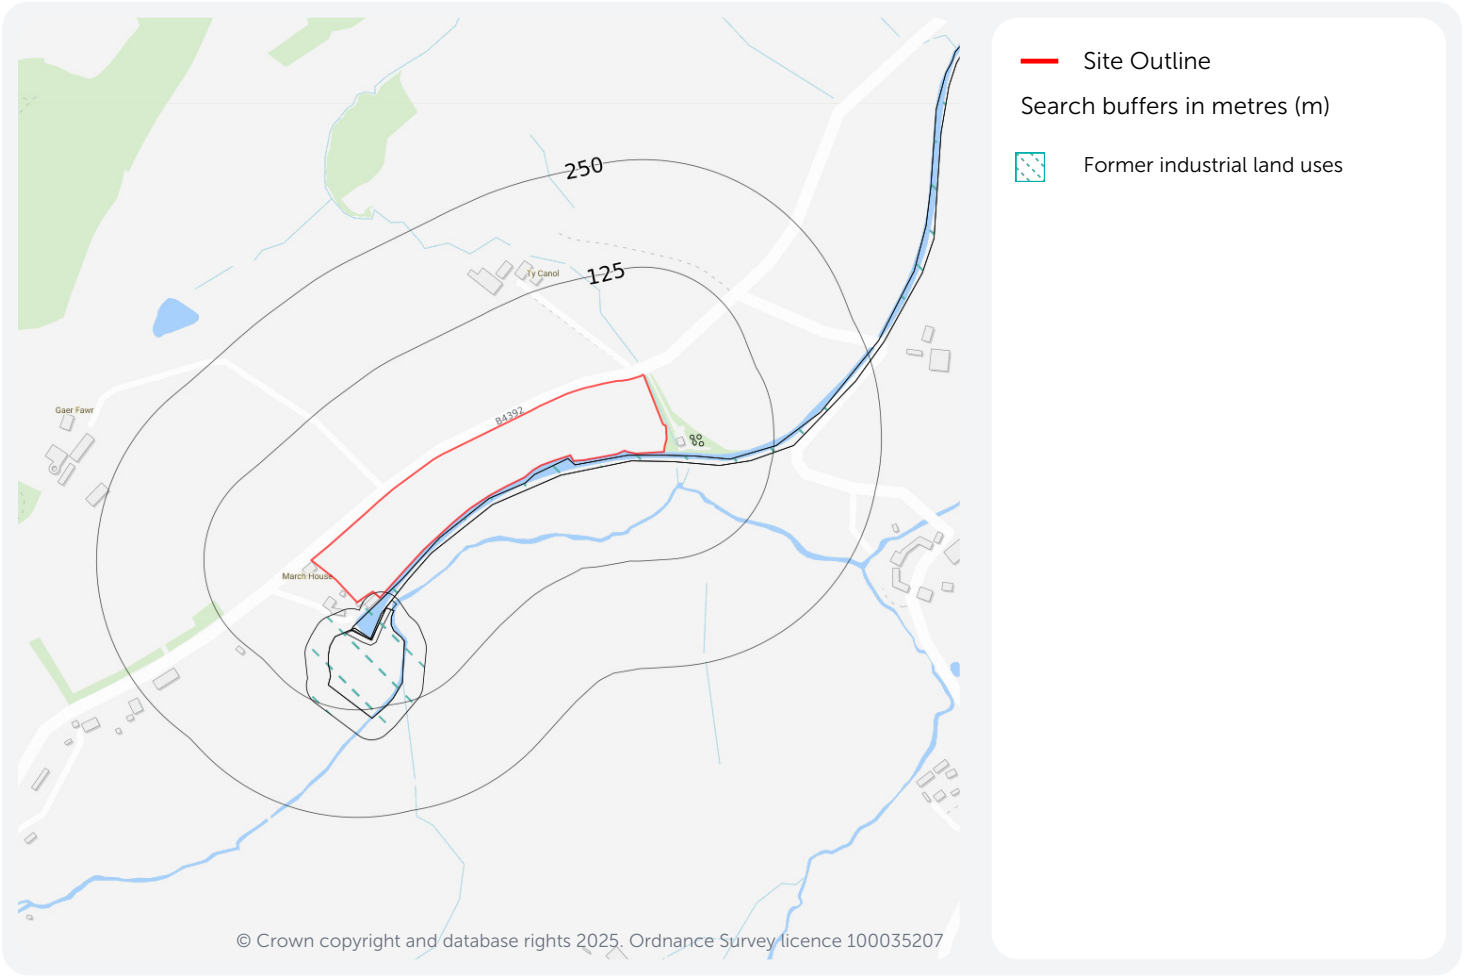 Site Outline
Search buffers in metres (m)
Former industrial land uses
250
125
Ty Canol
B4392
Gaer Fawr
March House
© Crown copyright and database rights 2025. Ordnance Survey licence 100035207